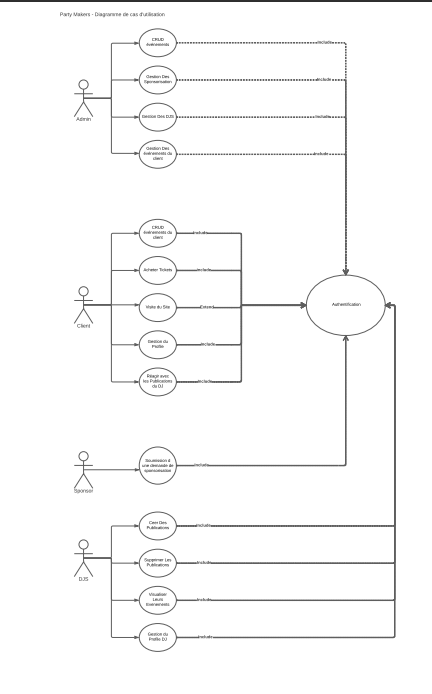 Party Makers - Diagramme de cas d'utilisation
CRUD
évènements
Include
Gestion Des
Sponsorisation
Include
Admin
Gestion Des DJS
Include
Gestion Des
événements du
client
Include
CRUD
événements du
client
Include
Acheter Tickets
Include
Visite du Site
Extend
Authentification
Client
Gestion du
Profile
Include
Réagir avec
les Publications
du DJ
Include
Soumission à
une demande de
sponsorisation
Include
Sponsor
Créer Des
Publications
Include
Supprimer Les
Publications
Include
DJS
Visualiser
Leurs
Evenements
Include
Gestion du
Profile DJ
Include